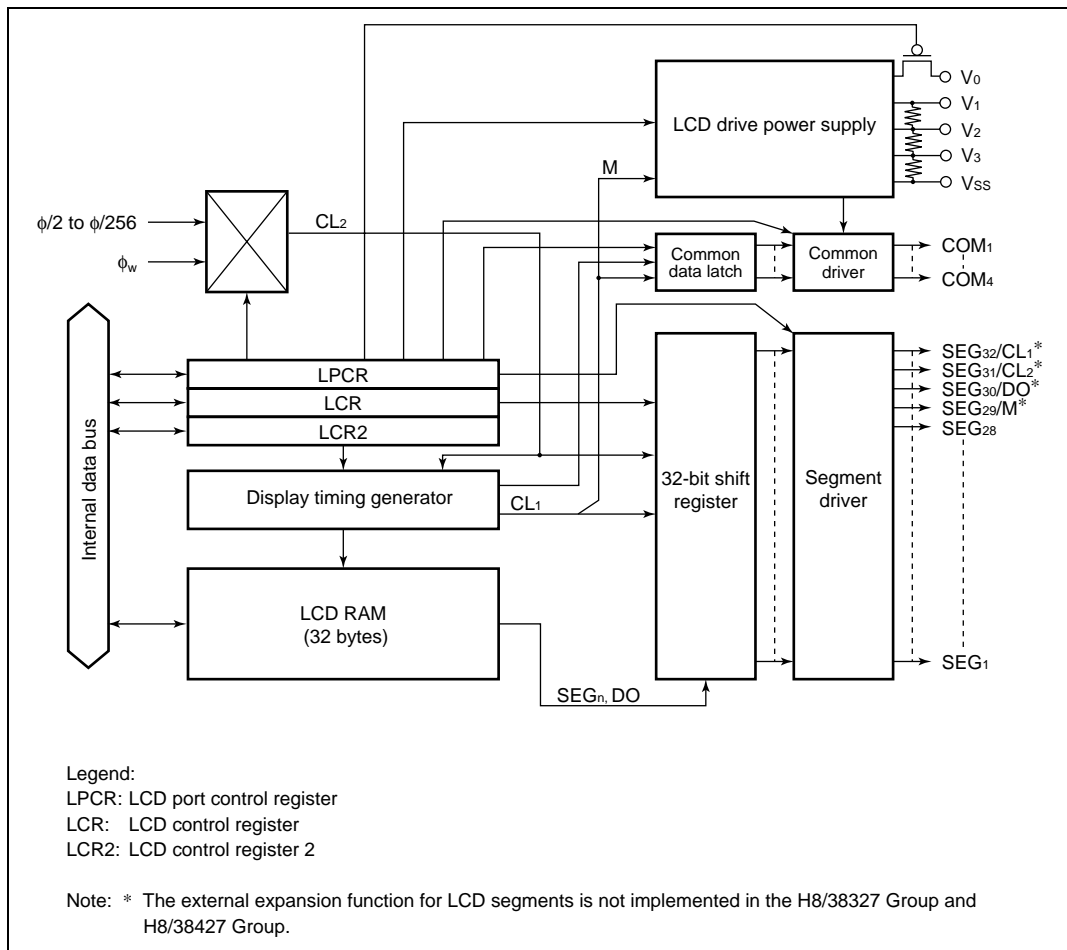 V0
V1
LCD drive power supply
V2
V3
M
VSS
ϕ/2 to ϕ/256
CL2
ϕw
Common
data latch
Common
driver
COM1
COM4
Internal data bus
LPCR
LCR
LCR2
SEG32/CL1*
SEG31/CL2*
SEG30/DO*
SEG29/M*
SEG28
Display timing generator
CL1
32-bit shift
register
Segment
driver
LCD RAM
(32 bytes)
SEG1
SEGn, DO
Legend:
LPCR: LCD port control register
LCR: LCD control register
LCR2: LCD control register 2
Note: * The external expansion function for LCD segments is not implemented in the H8/38327 Group and
H8/38427 Group.